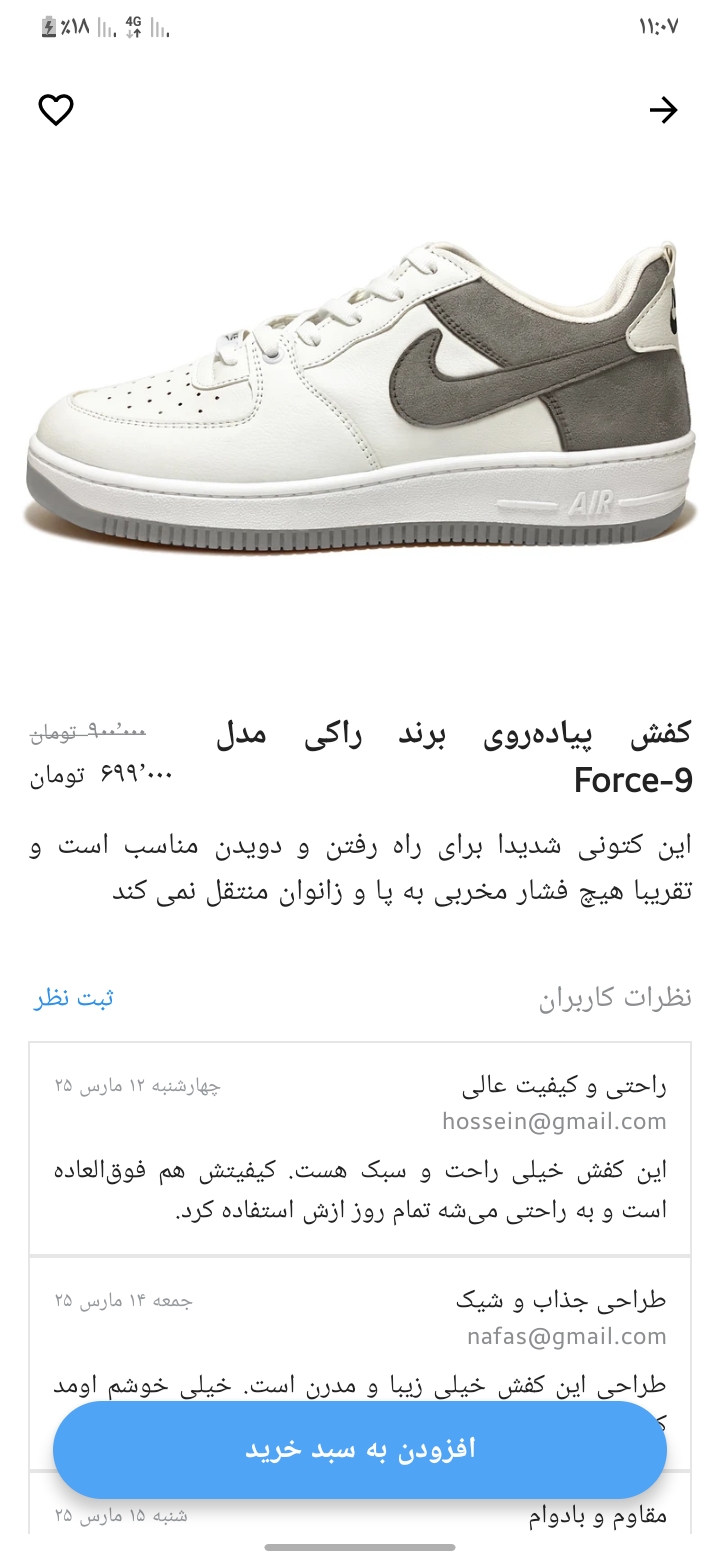 ۱۱:۰۷
4G
٪۱۸
AIR
کفش پیاده‌روی برند راکی مدل
Force-9
۹۰۰٬۰۰۰ تومان
۶۹۹٬۰۰۰ تومان
این کتونی شدیدا برای راه رفتن و دویدن مناسب است و
تقریبا هیچ فشار مخربی به پا و زانوان منتقل نمی کند
نظرات کاربران
ثبت نظر
راحتی و کیفیت عالی
چهارشنبه ۱۲ مارس ۲۵
hossein@gmail.com
این کفش خیلی راحت و سبک هست. کیفیتش هم فوق‌العاده
است و به راحتی می‌شه تمام روز ازش استفاده کرد.
طراحی جذاب و شیک
جمعه ۱۴ مارس ۲۵
nafas@gmail.com
طراحی این کفش خیلی زیبا و مدرن است. خیلی خوشم اومد
افزودن به سبد خرید
مقاوم و بادوام
شنبه ۱۵ مارس ۲۵